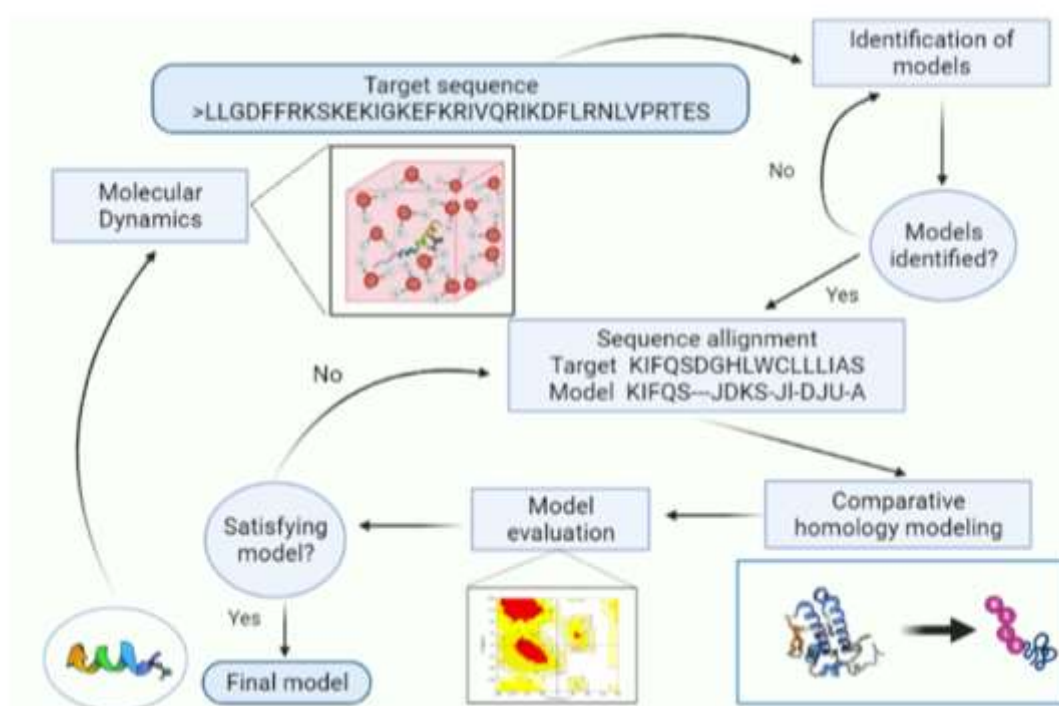 Identification of
models
Target sequence
>LLGDFFRKSKEKIGKEFKRIVQRIKDFLRNLVPRTES
No
Molecular
Dynamics
Models
identified?
Yes
Sequence allignment
Target KIFQSDGHLWCLLLIAS
Model KIFQS---JDKS-JI-DJU-A
No
Comparative
homology modeling
Model
evaluation
Satisfying
model?
Yes
Final model